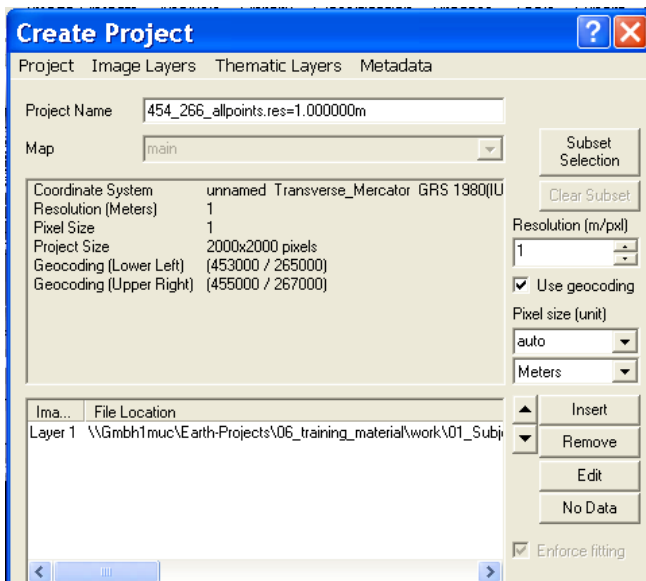 Create Project
Project Image Layers Thematic Layers Metadata
Project Name 454_266_allpoints.res=1.000000m
Map main
Subset Selection
Clear Subset
Coordinate System unnamed Transverse_Mercator GRS 1980(IU
Resolution (Meters) 1
Pixel Size 1
Project Size 2000x2000 pixels
Geocoding (Lower Left) (453000 / 265000)
Geocoding (Upper Right) (455000 / 267000)
Resolution (m/pxl)
1
Use geocoding
Pixel size (unit)
auto
Meters
Ima... File Location
Layer 1 \\Gmbh1muc\Earth-Projects\06_training_material\work\01_Subj
Insert
Remove
Edit
No Data
Enforce fitting